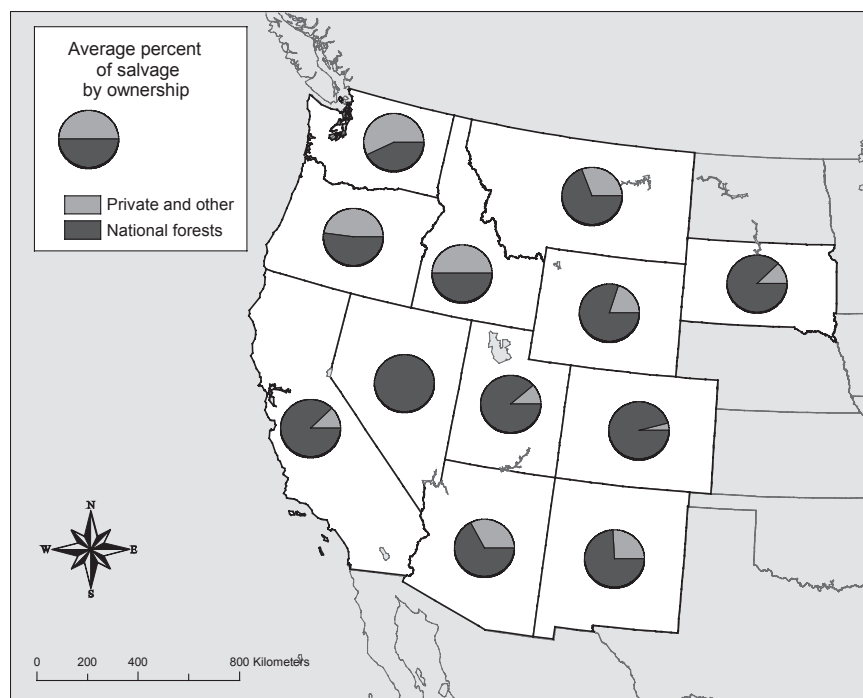 Average percent
of salvage
by ownership
Private and other
National forests
N
W E
S
0 200 400 800 Kilometers